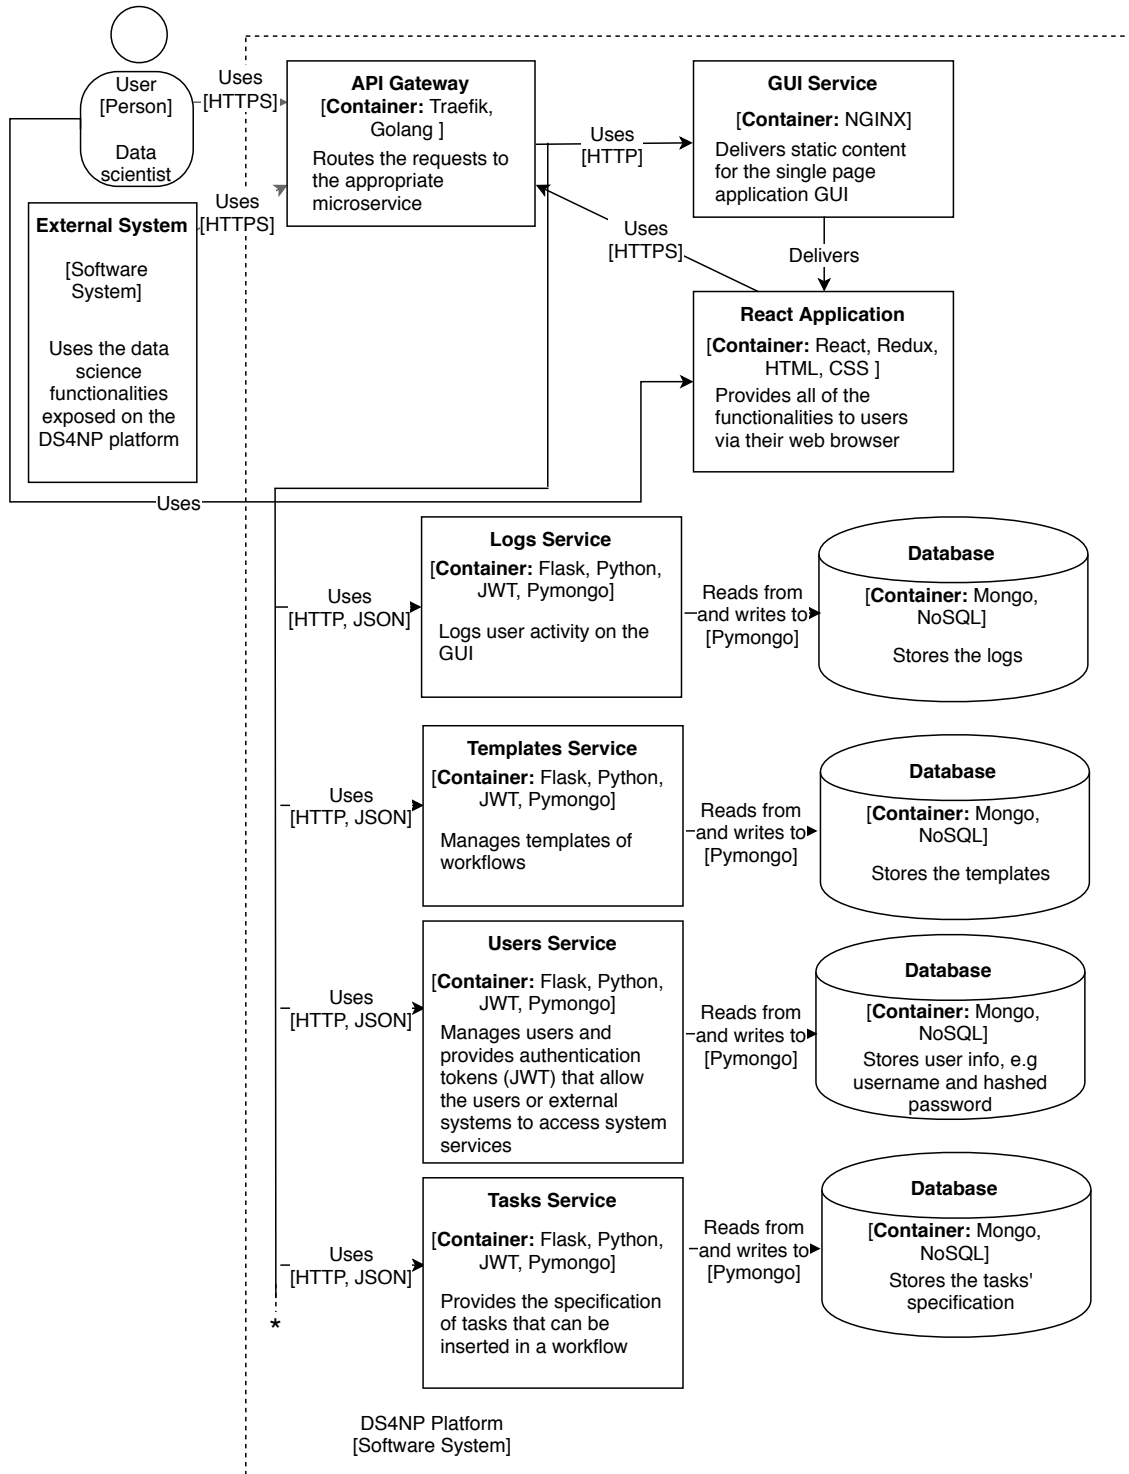 User
[Person]
Data
scientist
Uses
[HTTPS]
API Gateway
[Container: Traefik,
Golang ]
Routes the requests to
the appropriate
microservice
Uses
[HTTP]
GUI Service
[Container: NGINX]
Delivers static content
for the single page
application GUI
External System
[Software
System]
Uses the data
science
functionalities
exposed on the
DS4NP platform
Uses
[HTTPS]
Uses
[HTTPS]
Delivers
React Application
[Container: React, Redux,
HTML, CSS ]
Provides all of the
functionalities to users
via their web browser
Uses
Uses
[HTTP, JSON]
Logs Service
[Container: Flask, Python,
JWT, Pymongo]
Logs user activity on the
GUI
Reads from
and writes to
[Pymongo]
Database
[Container: Mongo,
NoSQL]
Stores the logs
Uses
[HTTP, JSON]
Templates Service
[Container: Flask, Python,
JWT, Pymongo]
Manages templates of
workflows
Reads from
and writes to
[Pymongo]
Database
[Container: Mongo,
NoSQL]
Stores the templates
Uses
[HTTP, JSON]
Users Service
[Container: Flask, Python,
JWT, Pymongo]
Manages users and
provides authentication
tokens (JWT) that allow
the users or external
systems to access system
services
Reads from
and writes to
[Pymongo]
Database
[Container: Mongo,
NoSQL]
Stores user info, e.g
username and hashed
password
Uses
[HTTP, JSON]
Tasks Service
[Container: Flask, Python,
JWT, Pymongo]
Provides the specification
of tasks that can be
inserted in a workflow
Reads from
and writes to
[Pymongo]
Database
[Container: Mongo,
NoSQL]
Stores the tasks'
specification
*
DS4NP Platform
[Software System]